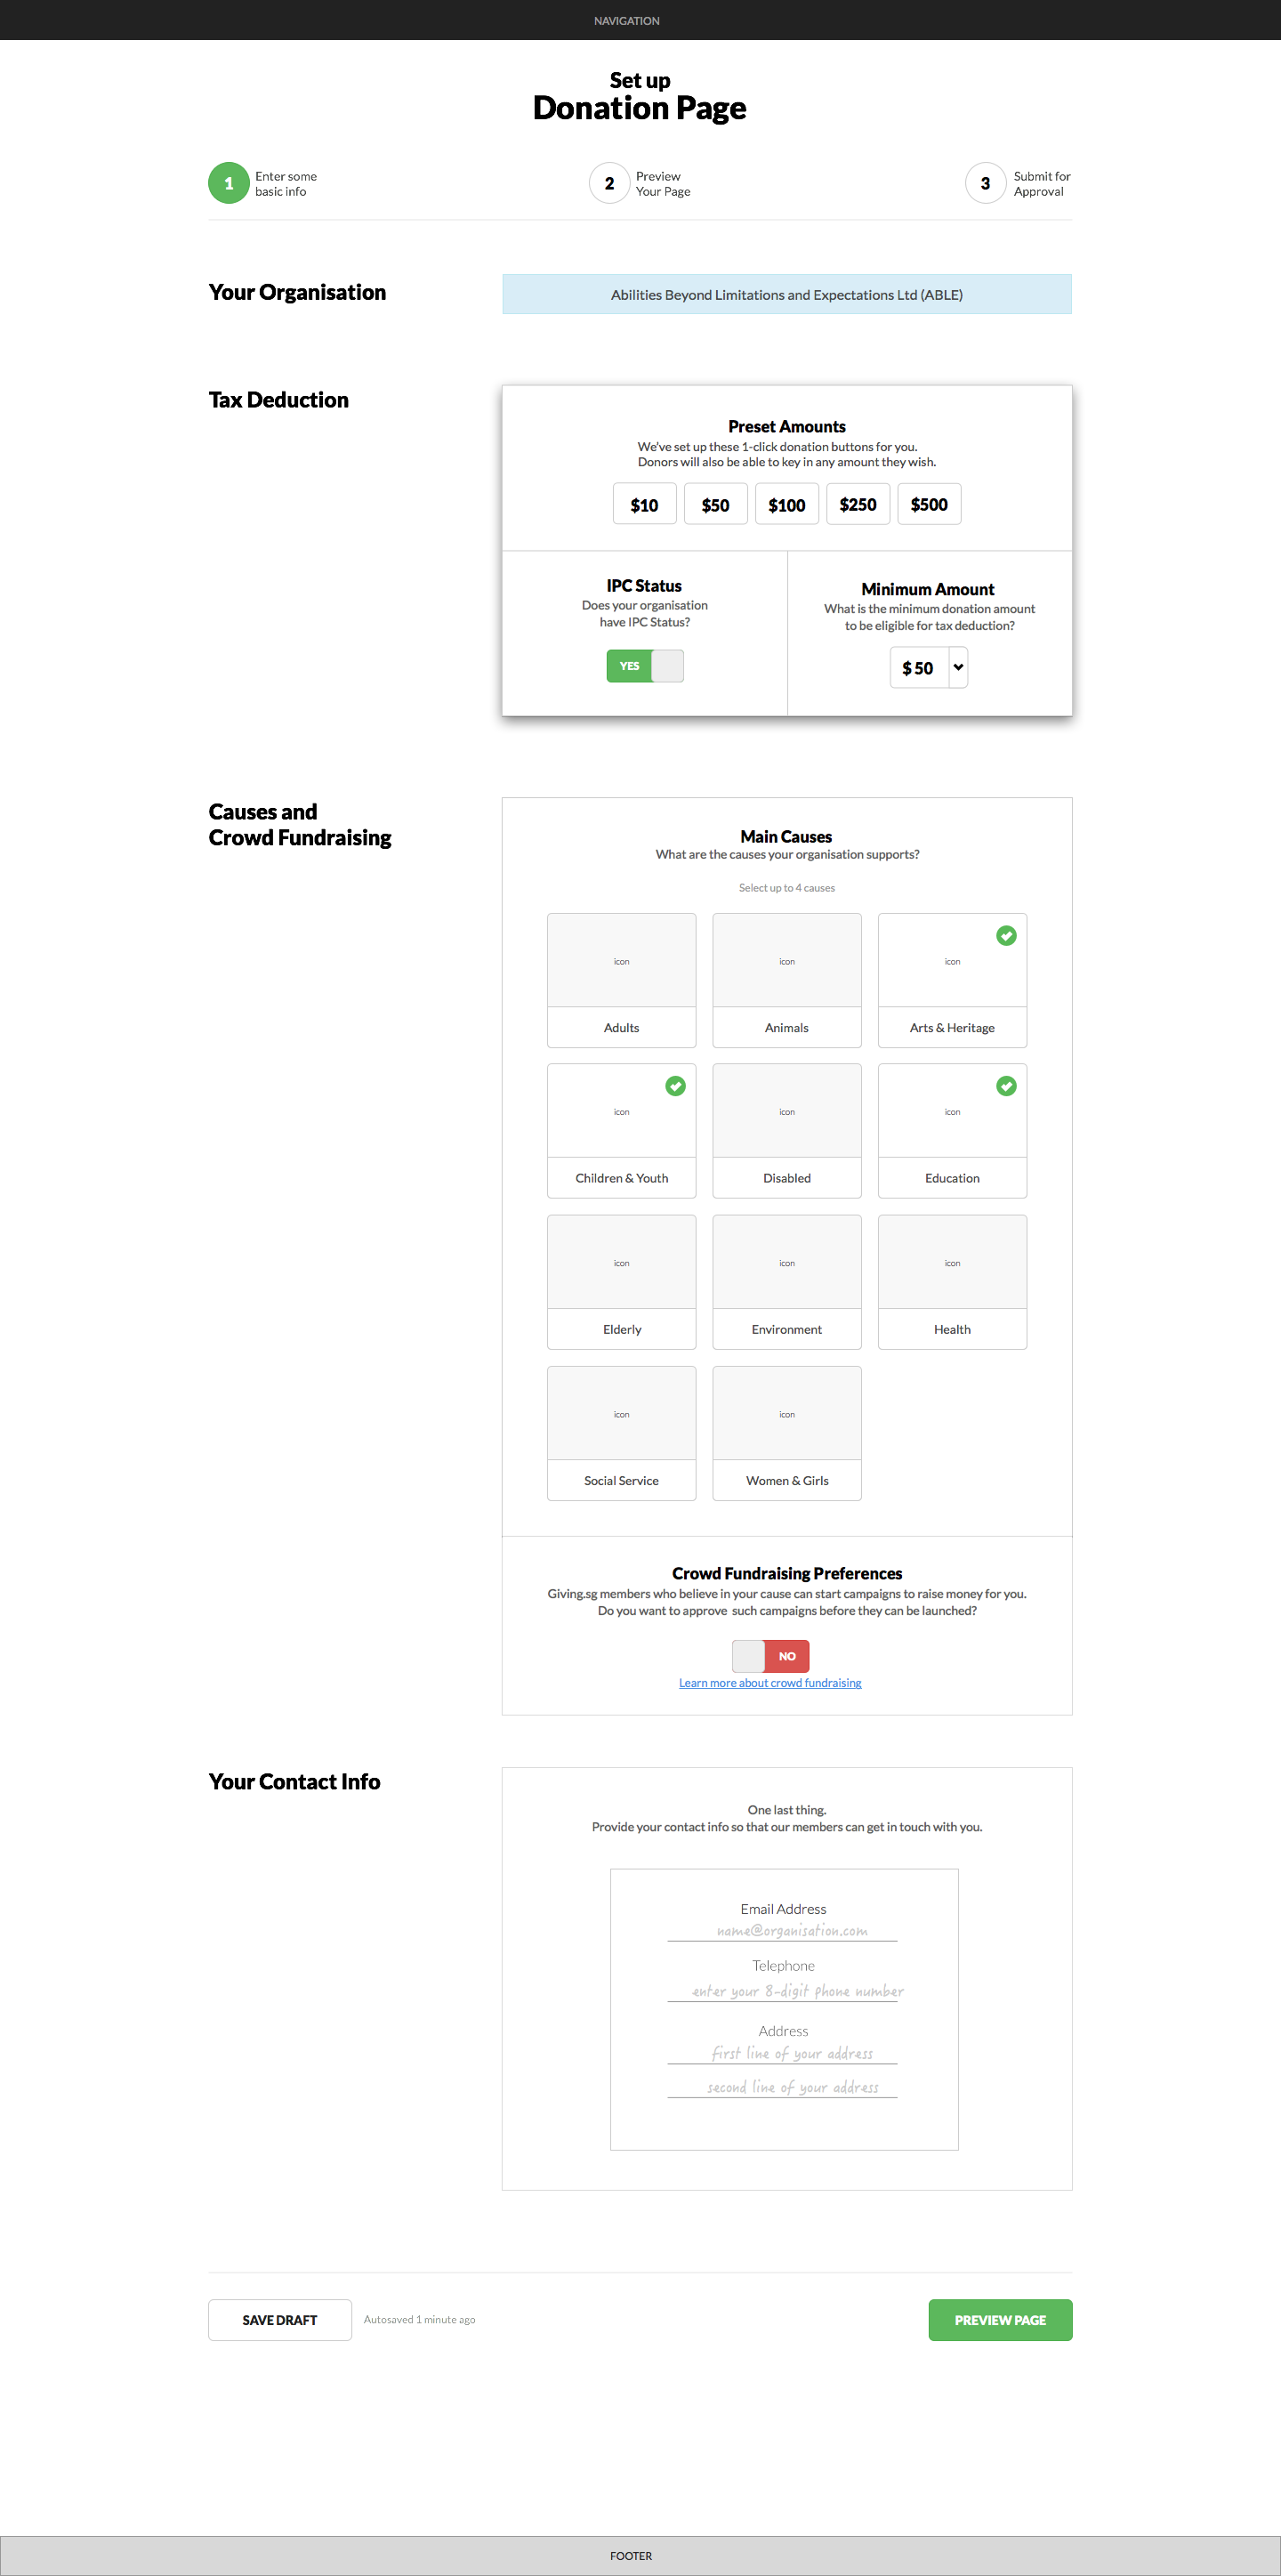 NAVIGATION
Set up
Donation Page
1
Enter some
basic info
2
Preview
Your Page
3
Submit for
Approval
Your Organisation
Abilities Beyond Limitations and Expectations Ltd (ABLE)
Tax Deduction
Preset Amounts
We've set up these 1-click donation buttons for you.
Donors will also be able to key in any amount they wish.
$10 $50 $100 $250 $500
IPC Status
Does your organisation
have IPC Status?
YES
Minimum Amount
What is the minimum donation amount
to be eligible for tax deduction?
$ 50
Causes and
Crowd Fundraising
Main Causes
What are the causes your organisation supports?
Select up to 4 causes
icon icon icon
Adults Animals Arts & Heritage
icon icon icon
Children & Youth Disabled Education
icon icon icon
Elderly Environment Health
icon icon
Social Service Women & Girls
Crowd Fundraising Preferences
Giving.sg members who believe in your cause can start campaigns to raise money for you.
Do you want to approve such campaigns before they can be launched?
NO
Learn more about crowd fundraising
Your Contact Info
One last thing.
Provide your contact info so that our members can get in touch with you.
Email Address
name@organisation.com
Telephone
enter your 8-digit phone number
Address
first line of your address
second line of your address
SAVE DRAFT
Autosaved 1 minute ago
PREVIEW PAGE
FOOTER